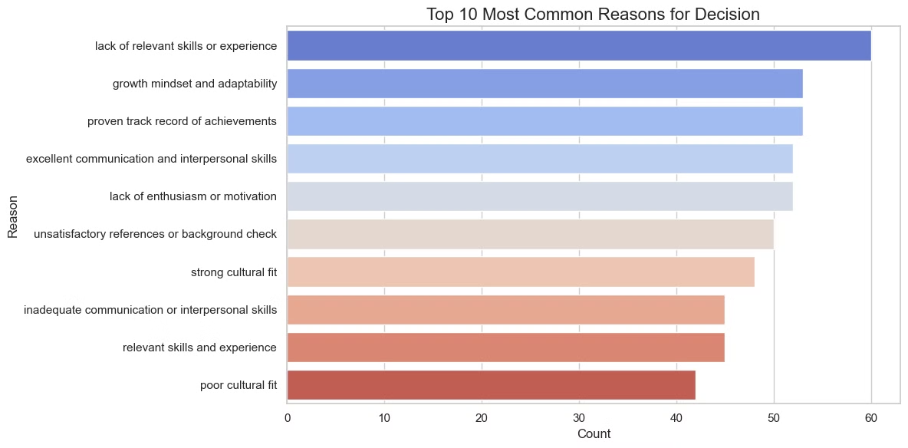 Top 10 Most Common Reasons for Decision
Reason
lack of relevant skills or experience
growth mindset and adaptability
proven track record of achievements
excellent communication and interpersonal skills
lack of enthusiasm or motivation
unsatisfactory references or background check
strong cultural fit
inadequate communication or interpersonal skills
relevant skills and experience
poor cultural fit
0 10 20 30 40 50 60
Count